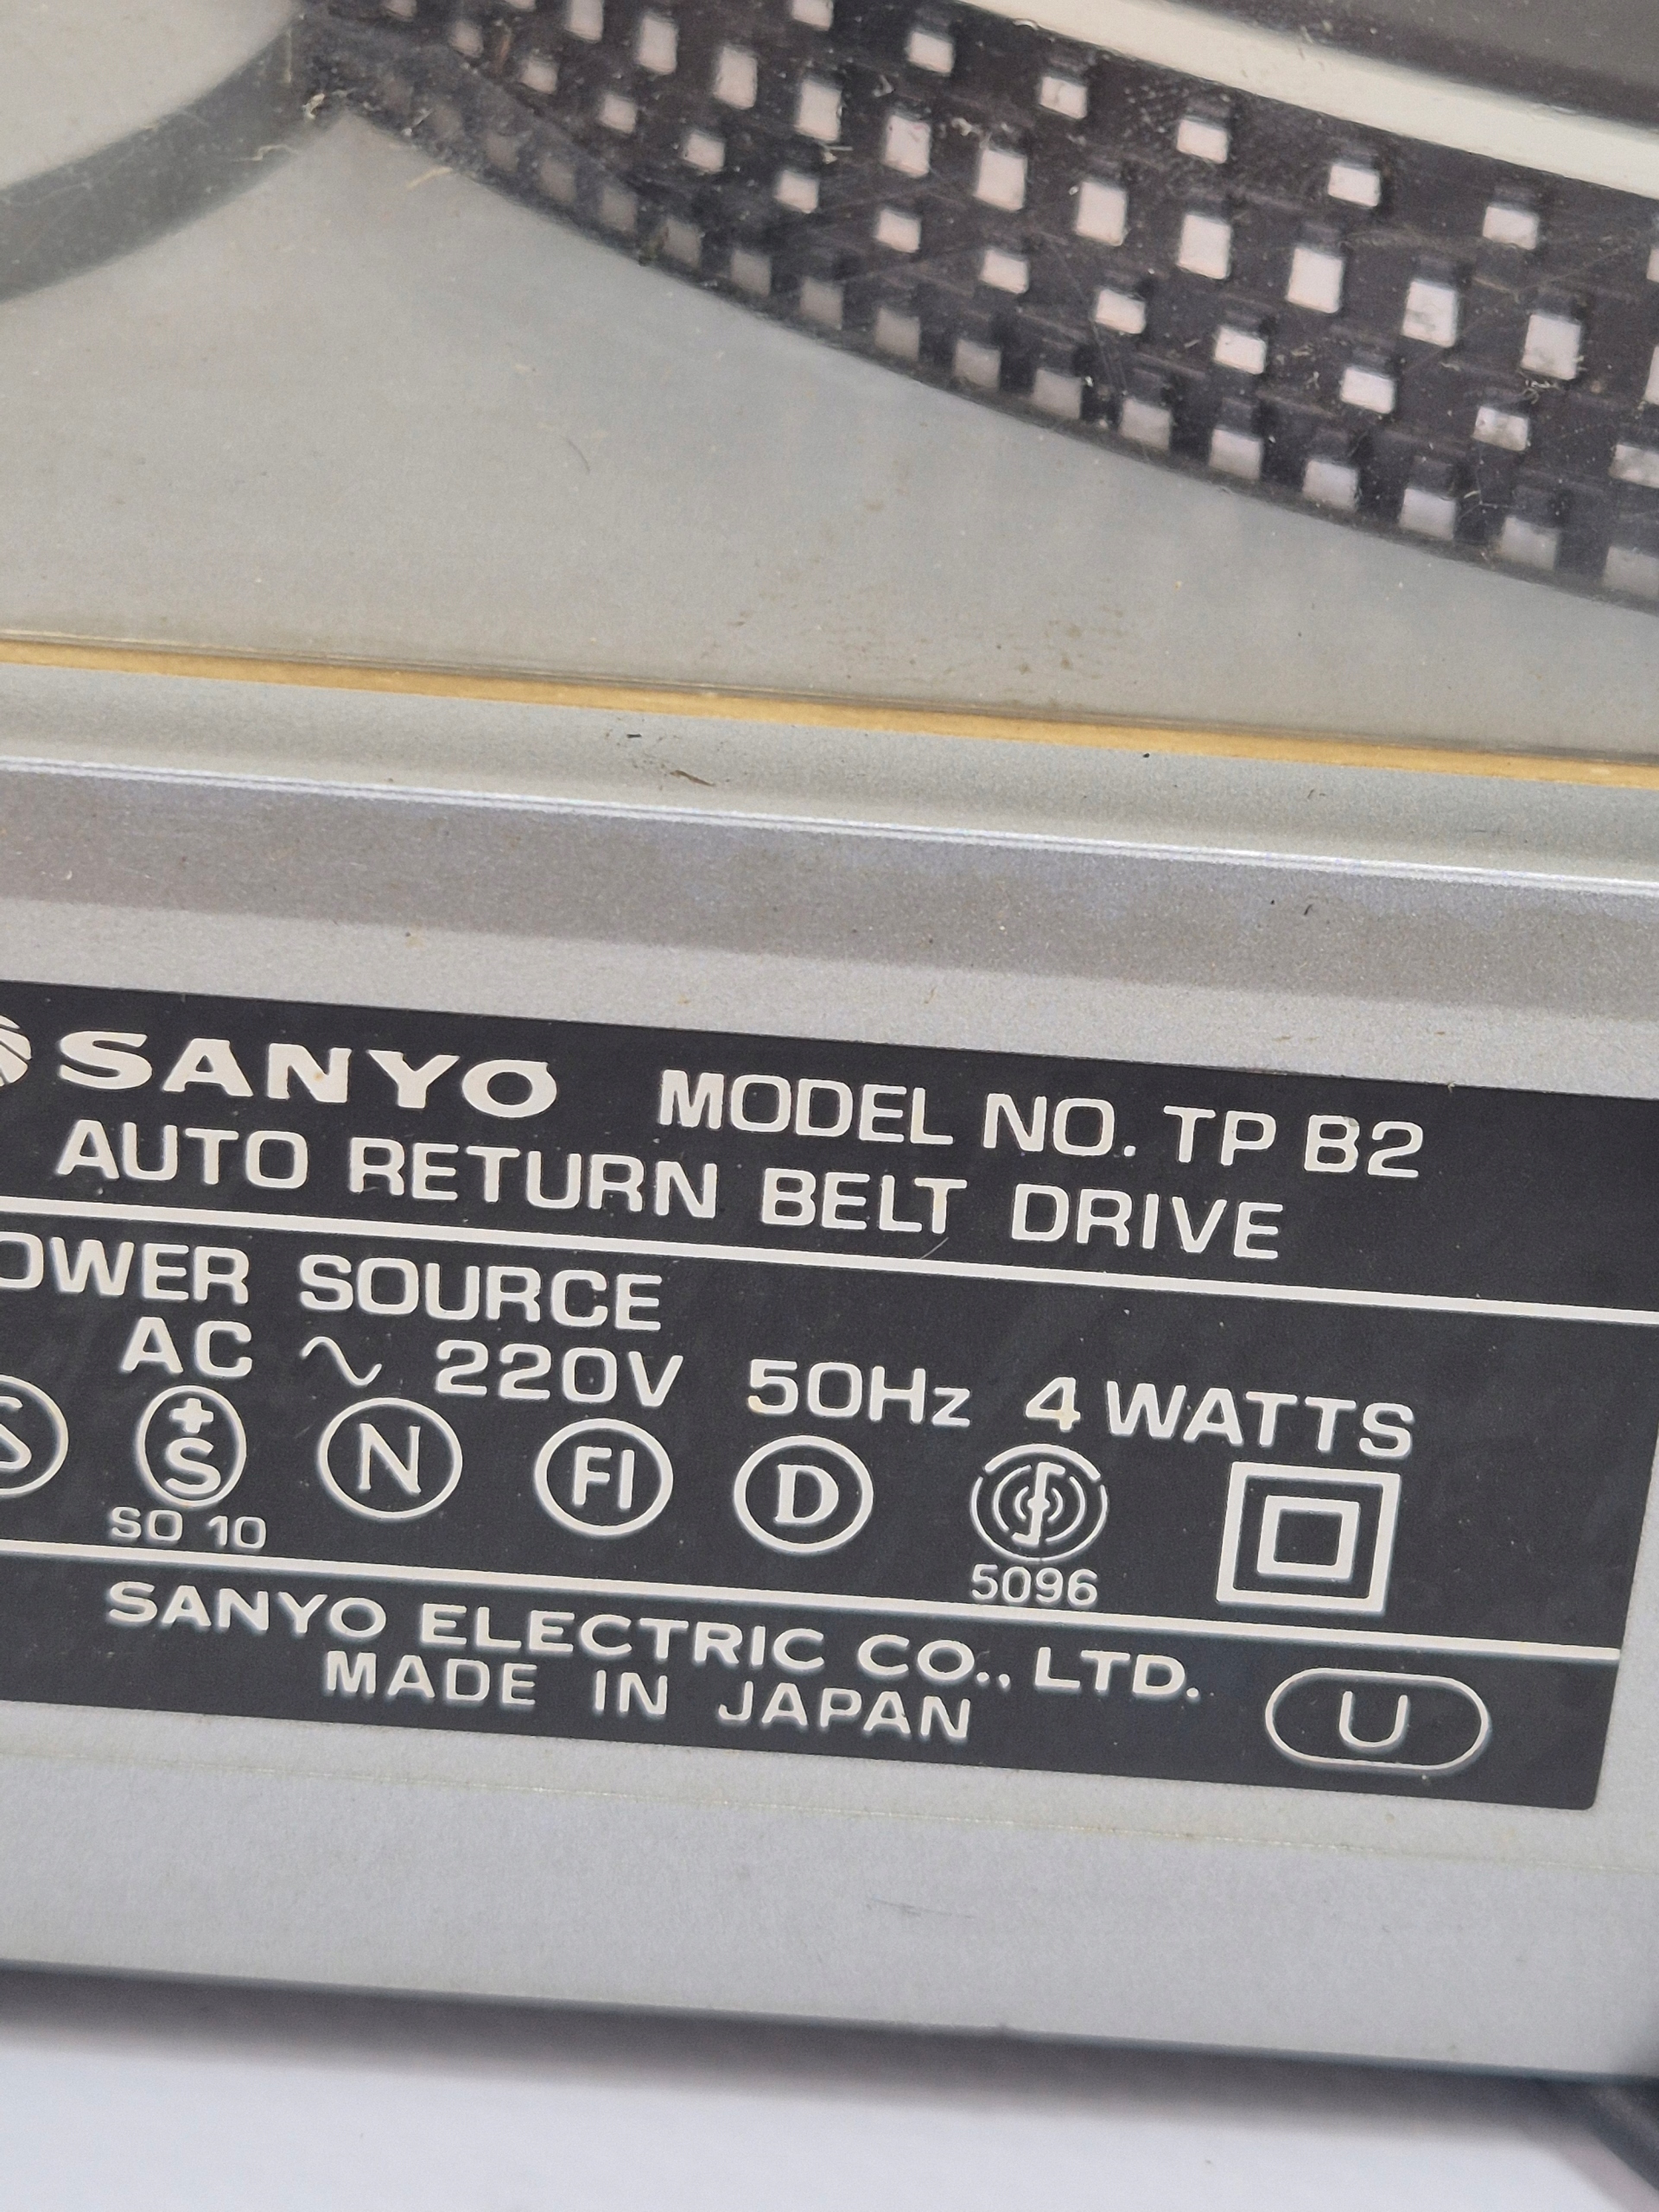 SANYO MODEL NO. TP B2
AUTO RETURN BELT DRIVE
OWER SOURCE
AC ∿ 220V 50Hz 4 WATTS
S +S N FI D
SO 10 5096
SANYO ELECTRIC CO., LTD.
MADE IN JAPAN U